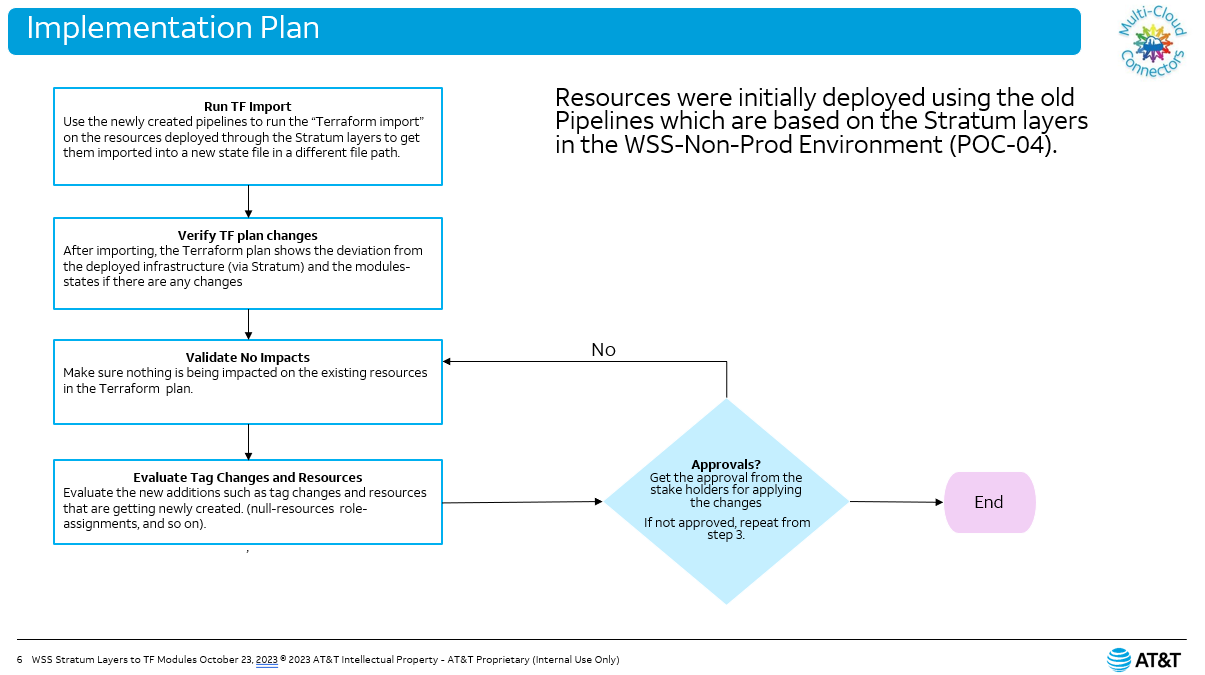 Implementation Plan
Multi-Cloud
Connectors
Run TF Import
Use the newly created pipelines to run the “Terraform import”
on the resources deployed through the Stratum layers to get
them imported into a new state file in a different file path.
Resources were initially deployed using the old
Pipelines which are based on the Stratum layers
in the WSS-Non-Prod Environment (POC-04).
Verify TF plan changes
After importing, the Terraform plan shows the deviation from
the deployed infrastructure (via Stratum) and the modules-
states if there are any changes
Validate No Impacts
Make sure nothing is being impacted on the existing resources
in the Terraform  plan.
No
Evaluate Tag Changes and Resources
Evaluate the new additions such as tag changes and resources
that are getting newly created. (null-resources  role-
assignments, and so on).
,
Approvals?
Get the approval from the
stake holders for applying
the changes
If not approved, repeat from
step 3.
End
6 WSS Stratum Layers to TF Modules October 23, 2023 © 2023 AT&T Intellectual Property - AT&T Proprietary (Internal Use Only)
AT&T